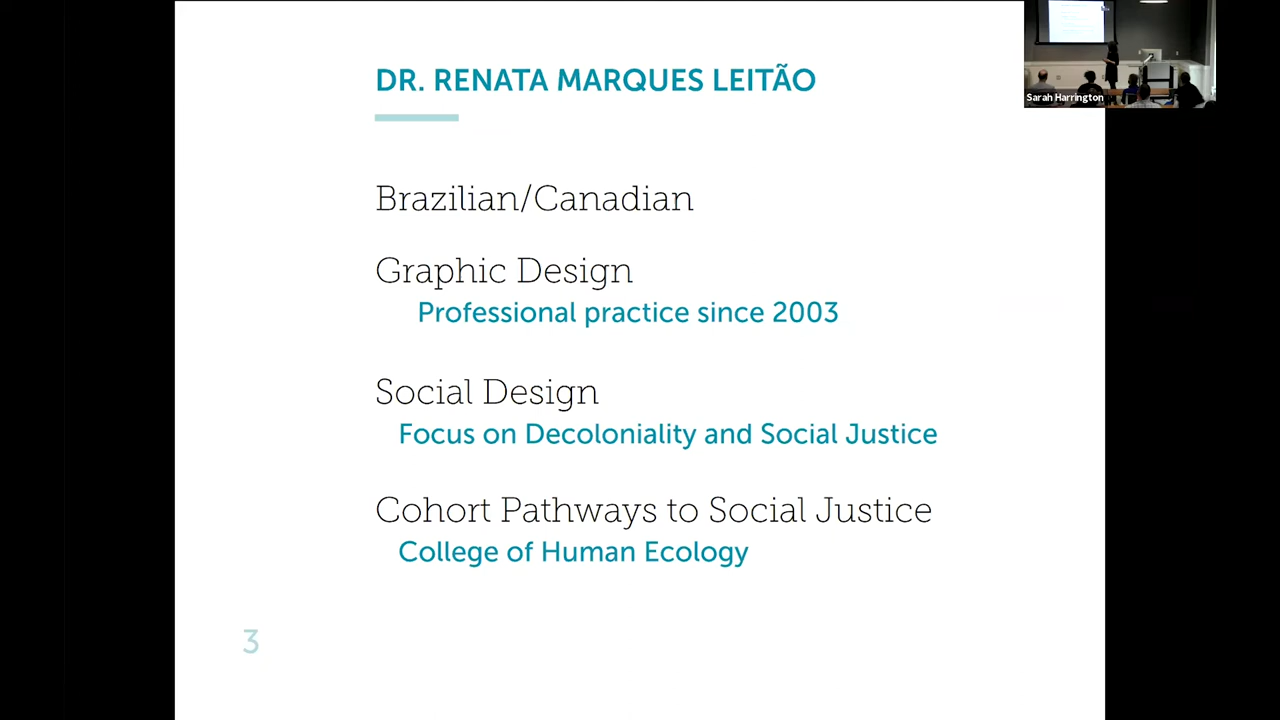 DR. RENATA MARQUES LEITÃO
Sarah Harrington
Brazilian/Canadian
Graphic Design
Professional practice since 2003
Social Design
Focus on Decoloniality and Social Justice
Cohort Pathways to Social Justice
College of Human Ecology
3